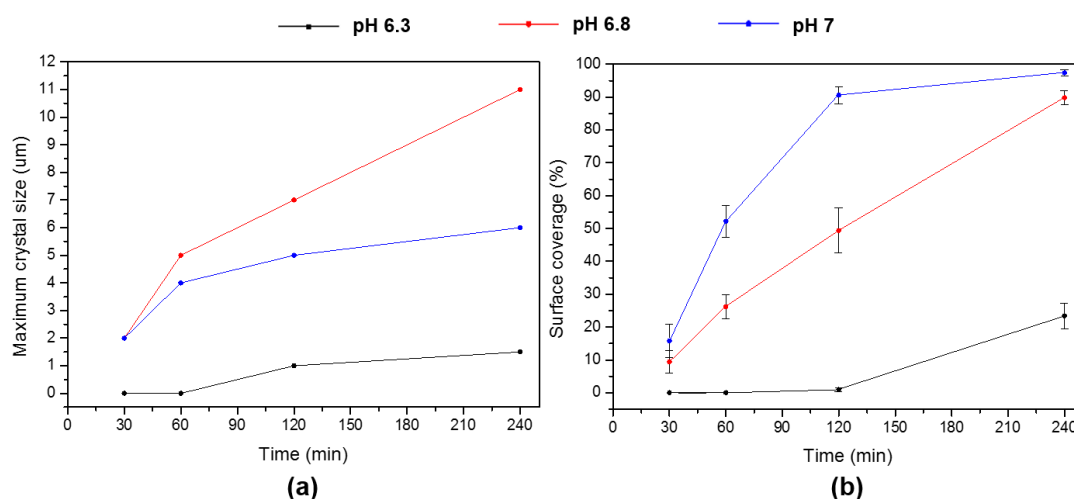 pH 6.3 pH 6.8 pH 7
Maximum crystal size (um)
12
11
10
9
8
7
6
5
4
3
2
1
0
0 30 60 90 120 150 180 210 240
Time (min)
(a)
Surface coverage (%)
100
90
80
70
60
50
40
30
20
10
0
0 30 60 90 120 150 180 210 240
Time (min)
(b)